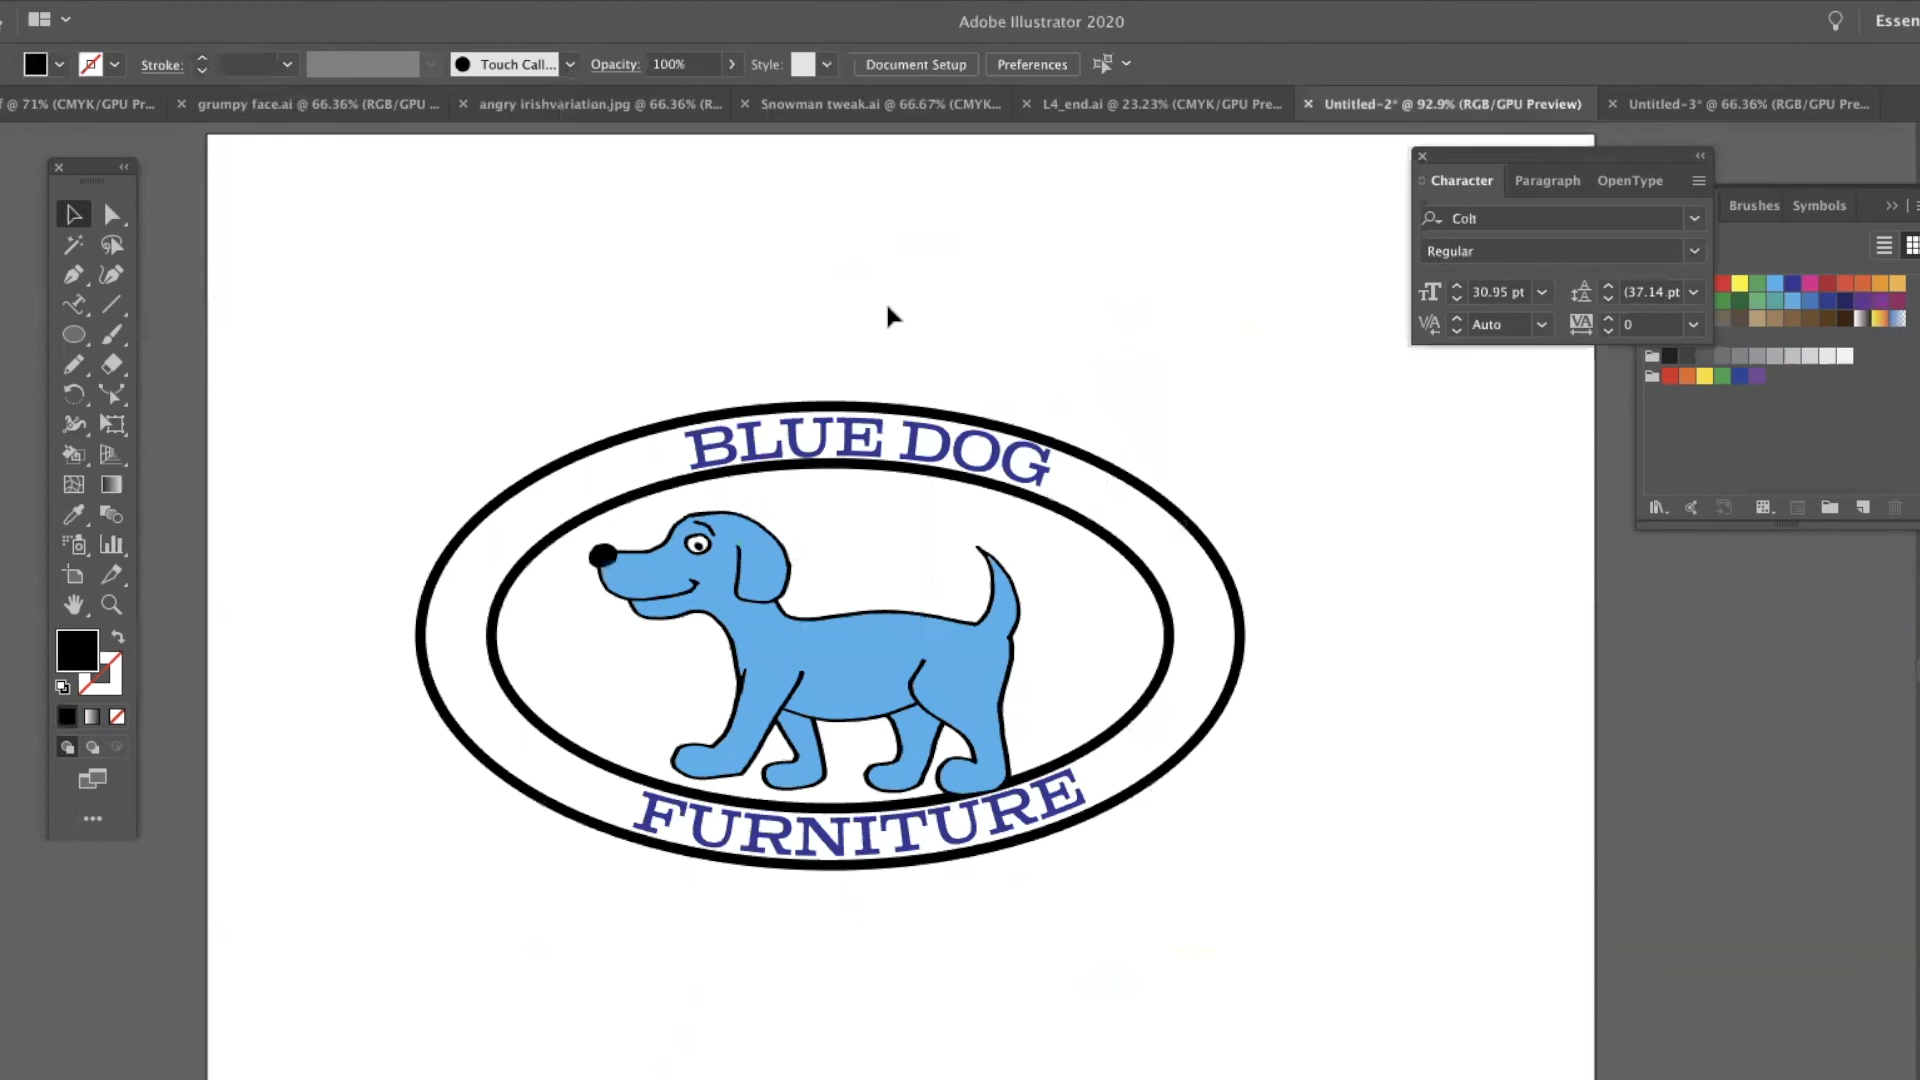 Adobe Illustrator 2020
Essen
Stroke:
Touch Call...
Opacity: 100%
Style:
Document Setup
Preferences
f @ 71% (CMYK/GPU Pr...
grumpy face.ai @ 66.36% (RGB/GPU ...
angry irishvariation.jpg @ 66.36% (R...
Snowman tweak.ai @ 66.67% (CMYK...
L4_end.ai @ 23.23% (CMYK/GPU Pre...
Untitled-2* @ 92.9% (RGB/GPU Preview)
Untitled-3* @ 66.36% (RGB/GPU Pre...
Character Paragraph OpenType
Brushes Symbols
Colt
Regular
30.95 pt (37.14 pt
Auto 0
BLUE DOG
FURNITURE